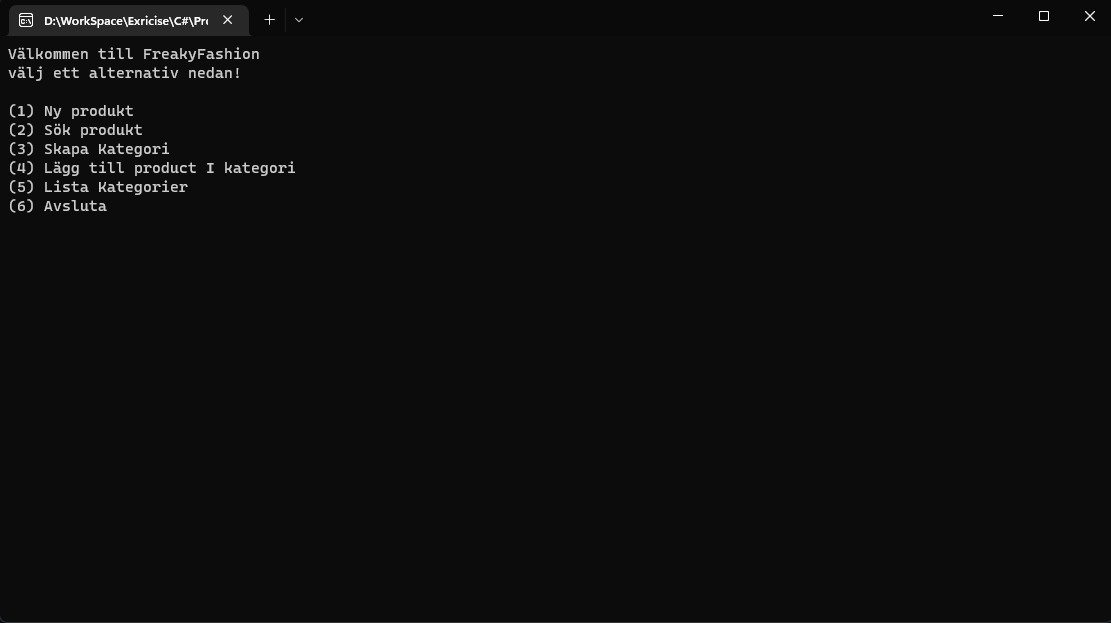 D:\WorkSpace\Exricise\C#\Pr
Välkommen till FreakyFashion
välj ett alternativ nedan!
(1) Ny produkt
(2) Sök produkt
(3) Skapa Kategori
(4) Lägg till product I kategori
(5) Lista Kategorier
(6) Avsluta